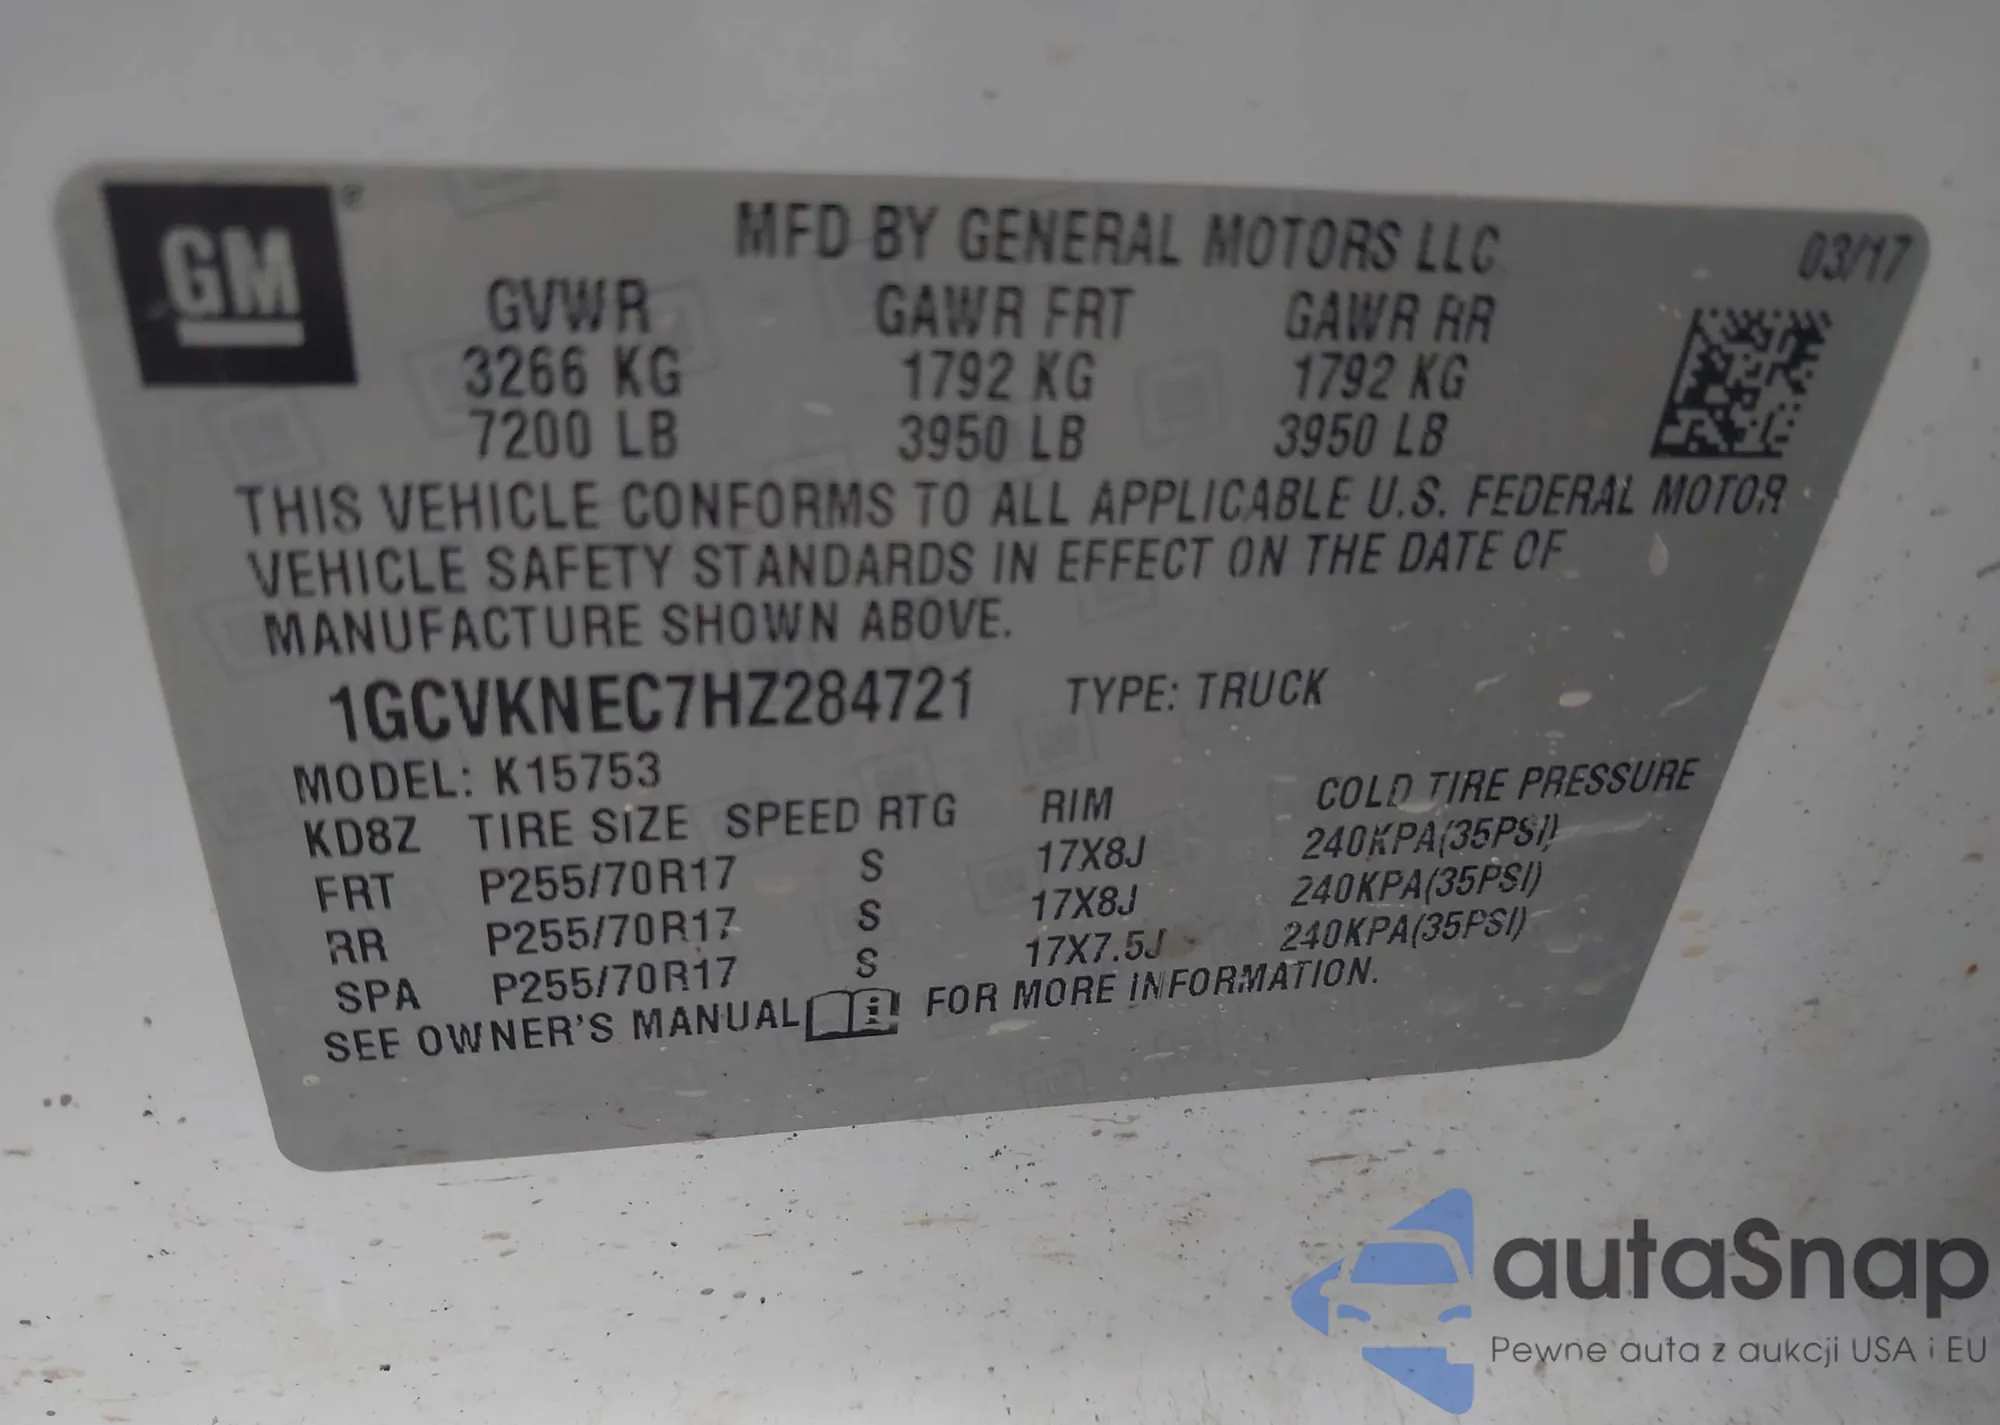 GM
MFD BY GENERAL MOTORS LLC 03/17
GVWR GAWR FRT GAWR RR
3266 KG 1792 KG 1792 KG
7200 LB 3950 LB 3950 LB
THIS VEHICLE CONFORMS TO ALL APPLICABLE U.S. FEDERAL MOTOR
VEHICLE SAFETY STANDARDS IN EFFECT ON THE DATE OF
MANUFACTURE SHOWN ABOVE.
1GCVKNEC7HZ284721 TYPE: TRUCK
MODEL: K15753
KD8Z TIRE SIZE SPEED RTG RIM COLD TIRE PRESSURE
FRT P255/70R17 S 17X8J 240KPA(35PSI)
RR P255/70R17 S 17X8J 240KPA(35PSI)
SPA P255/70R17 S 17X7.5J 240KPA(35PSI)
SEE OWNER'S MANUAL FOR MORE INFORMATION.
autaSnap
Pewne auta z aukcji USA i EU